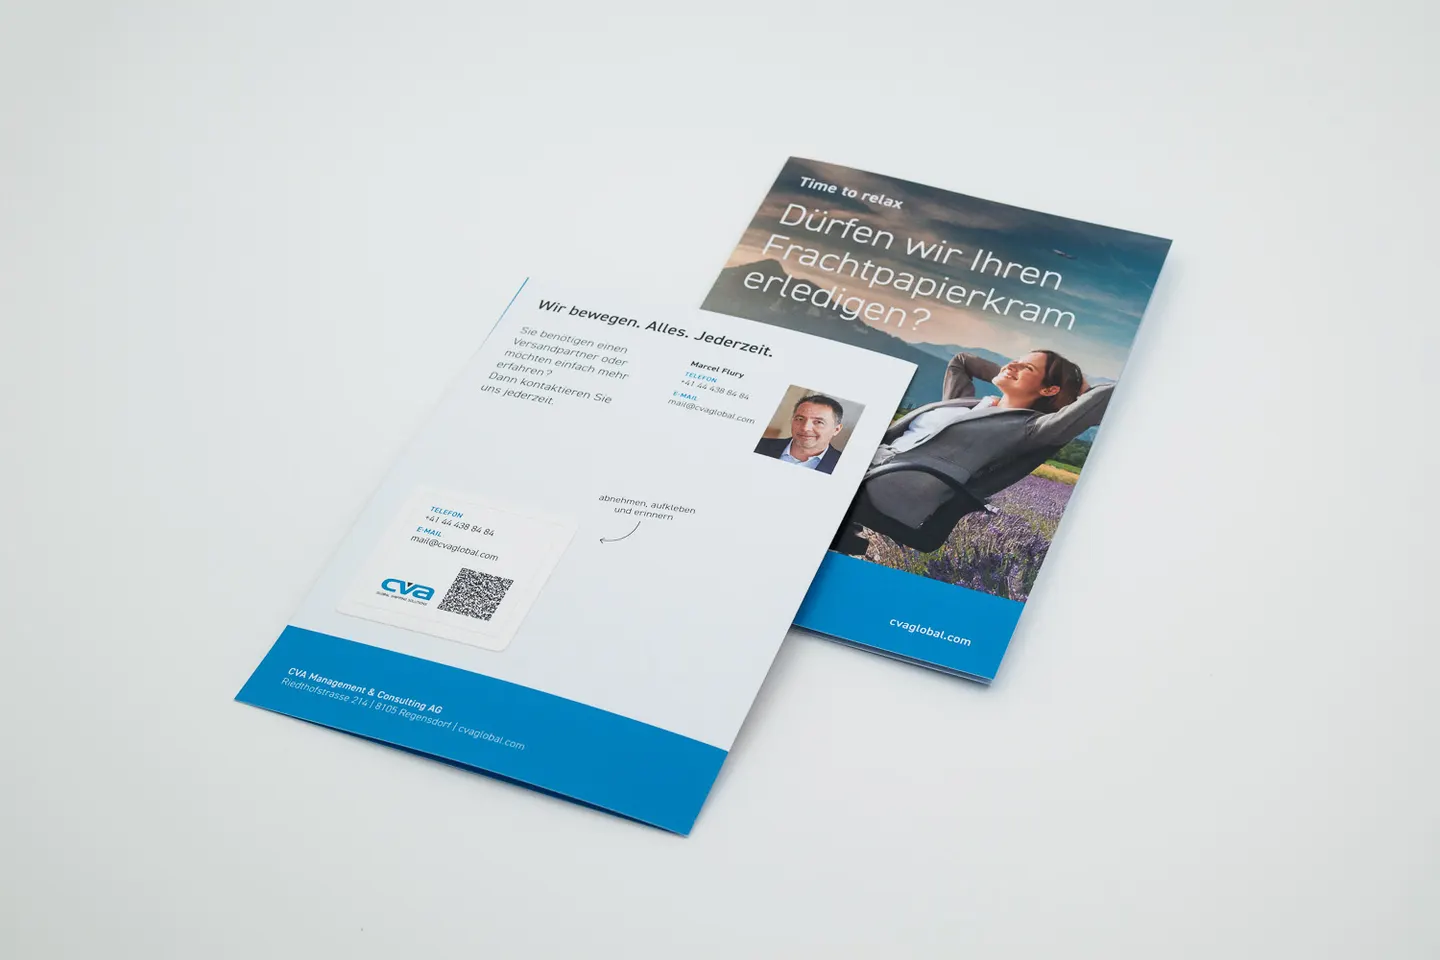 Time to relax
Dürfen wir Ihren
Frachtpapierkram
erledigen?
cvaglobal.com
Wir bewegen. Alles. Jederzeit.
Sie benötigen einen
Versandpartner oder
möchten einfach mehr
erfahren?
Dann kontaktieren Sie
uns jederzeit.
Marcel Flury
TELEFON
+41 44 438 84 84
E-MAIL
mail@cvaglobal.com
abnehmen, aufkleben
und erinnern
TELEFON
+41 44 438 84 84
E-MAIL
mail@cvaglobal.com
cva
GLOBAL SHIPPING SOLUTIONS
CVA Management & Consulting AG
Riedthofstrasse 214 | 8105 Regensdorf | cvaglobal.com